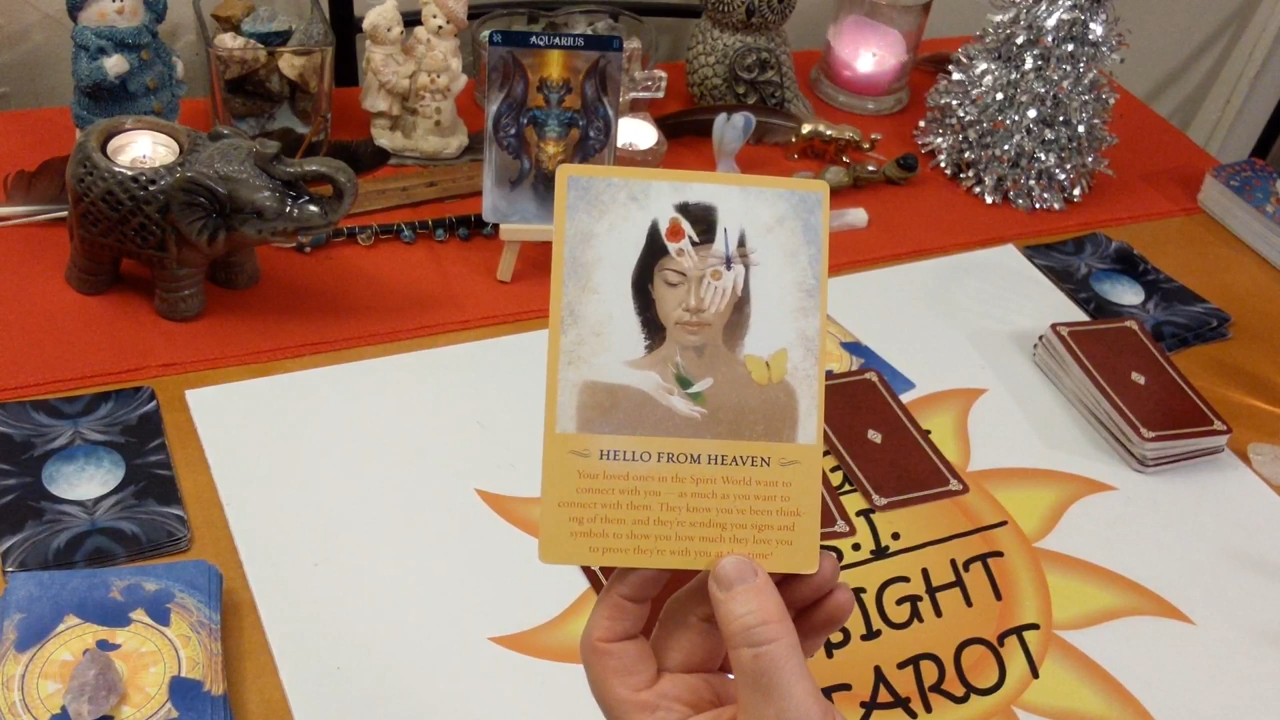 AQUARIUS
HELLO FROM HEAVEN
Your loved ones in the Spirit World want to
connect with you — as much as you want to
connect with them. They know you've been think-
ing of them, and they're sending you signs and
symbols to show you how much they love you
to prove they're with you at the time!
.I.
SIGHT
TAROT